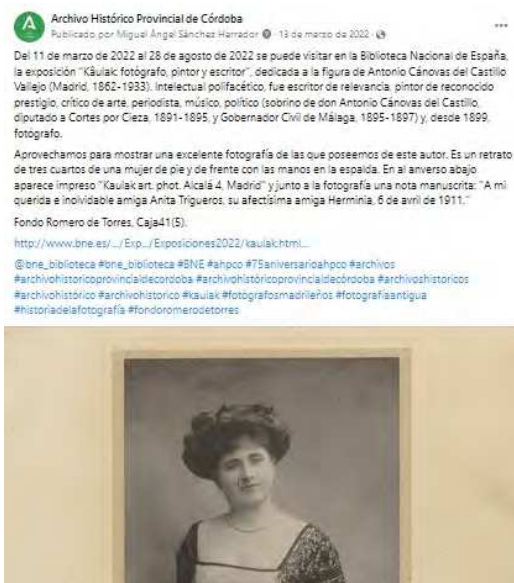 Archivo Histórico Provincial de Córdoba
Publicado por Miguel Ángel Sánchez Herrador · 13 de marzo de 2022 ·
Del 11 de marzo de 2022 al 28 de agosto de 2022 se puede visitar en la Biblioteca Nacional de España,
la exposición "Kâulak: fotógrafo, pintor y escritor", dedicada a la figura de Antonio Cánovas del Castillo
Vallejo (Madrid, 1862-1933). Intelectual polifacético, fue escritor de relevancia, pintor de reconocido
prestigio, crítico de arte, periodista, músico, político (sobrino de don Antonio Cánovas del Castillo,
diputado a Cortes por Cieza, 1891-1895, y Gobernador Civil de Málaga, 1895-1897) y, desde 1899,
fotógrafo.
Aprovechamos para mostrar una excelente fotografía de las que poseemos de este autor. Es un retrato
de tres cuartos de una mujer de pie y de frente con las manos en la espalda. En al anverso abajo
aparece impreso "Kaulak art. phot. Alcalá 4, Madrid" y junto a la fotografía una nota manuscrita: "A mi
querida e inolvidable amiga Anita Trigueros, su afectísima amiga Herminia, 6 de avril de 1911."
Fondo Romero de Torres, Caja41(5).
http://www.bne.es/.../Exp.../Exposiciones2022/kaulak.html...
@bne_biblioteca #bne_biblioteca #BNE #ahpco #75aniversarioahpco #archivos
#archivohistoricoprovincialdecordoba #archivohistóricoprovincialdecórdoba #archivoshistoricos
#archivohistórico #archivohistorico #kaulak #fotógrafosmadrileños #fotografíaantigua
#historiadelafotografía #fondoromerodetorres